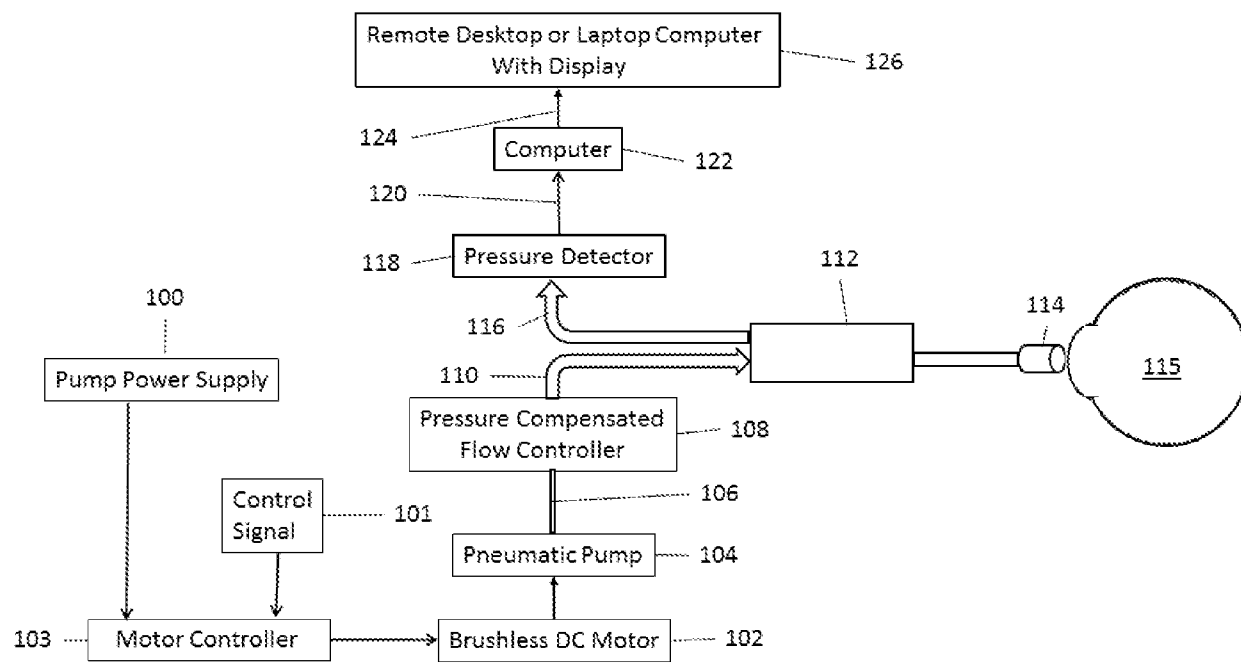 Remote Desktop or Laptop Computer
With Display
126
124
Computer
122
120
Pressure Detector
118
112
114
100
116
115
Pump Power Supply
110
Pressure Compensated
Flow Controller
108
106
Control
Signal
101
Pneumatic Pump
104
103
Motor Controller
Brushless DC Motor
102